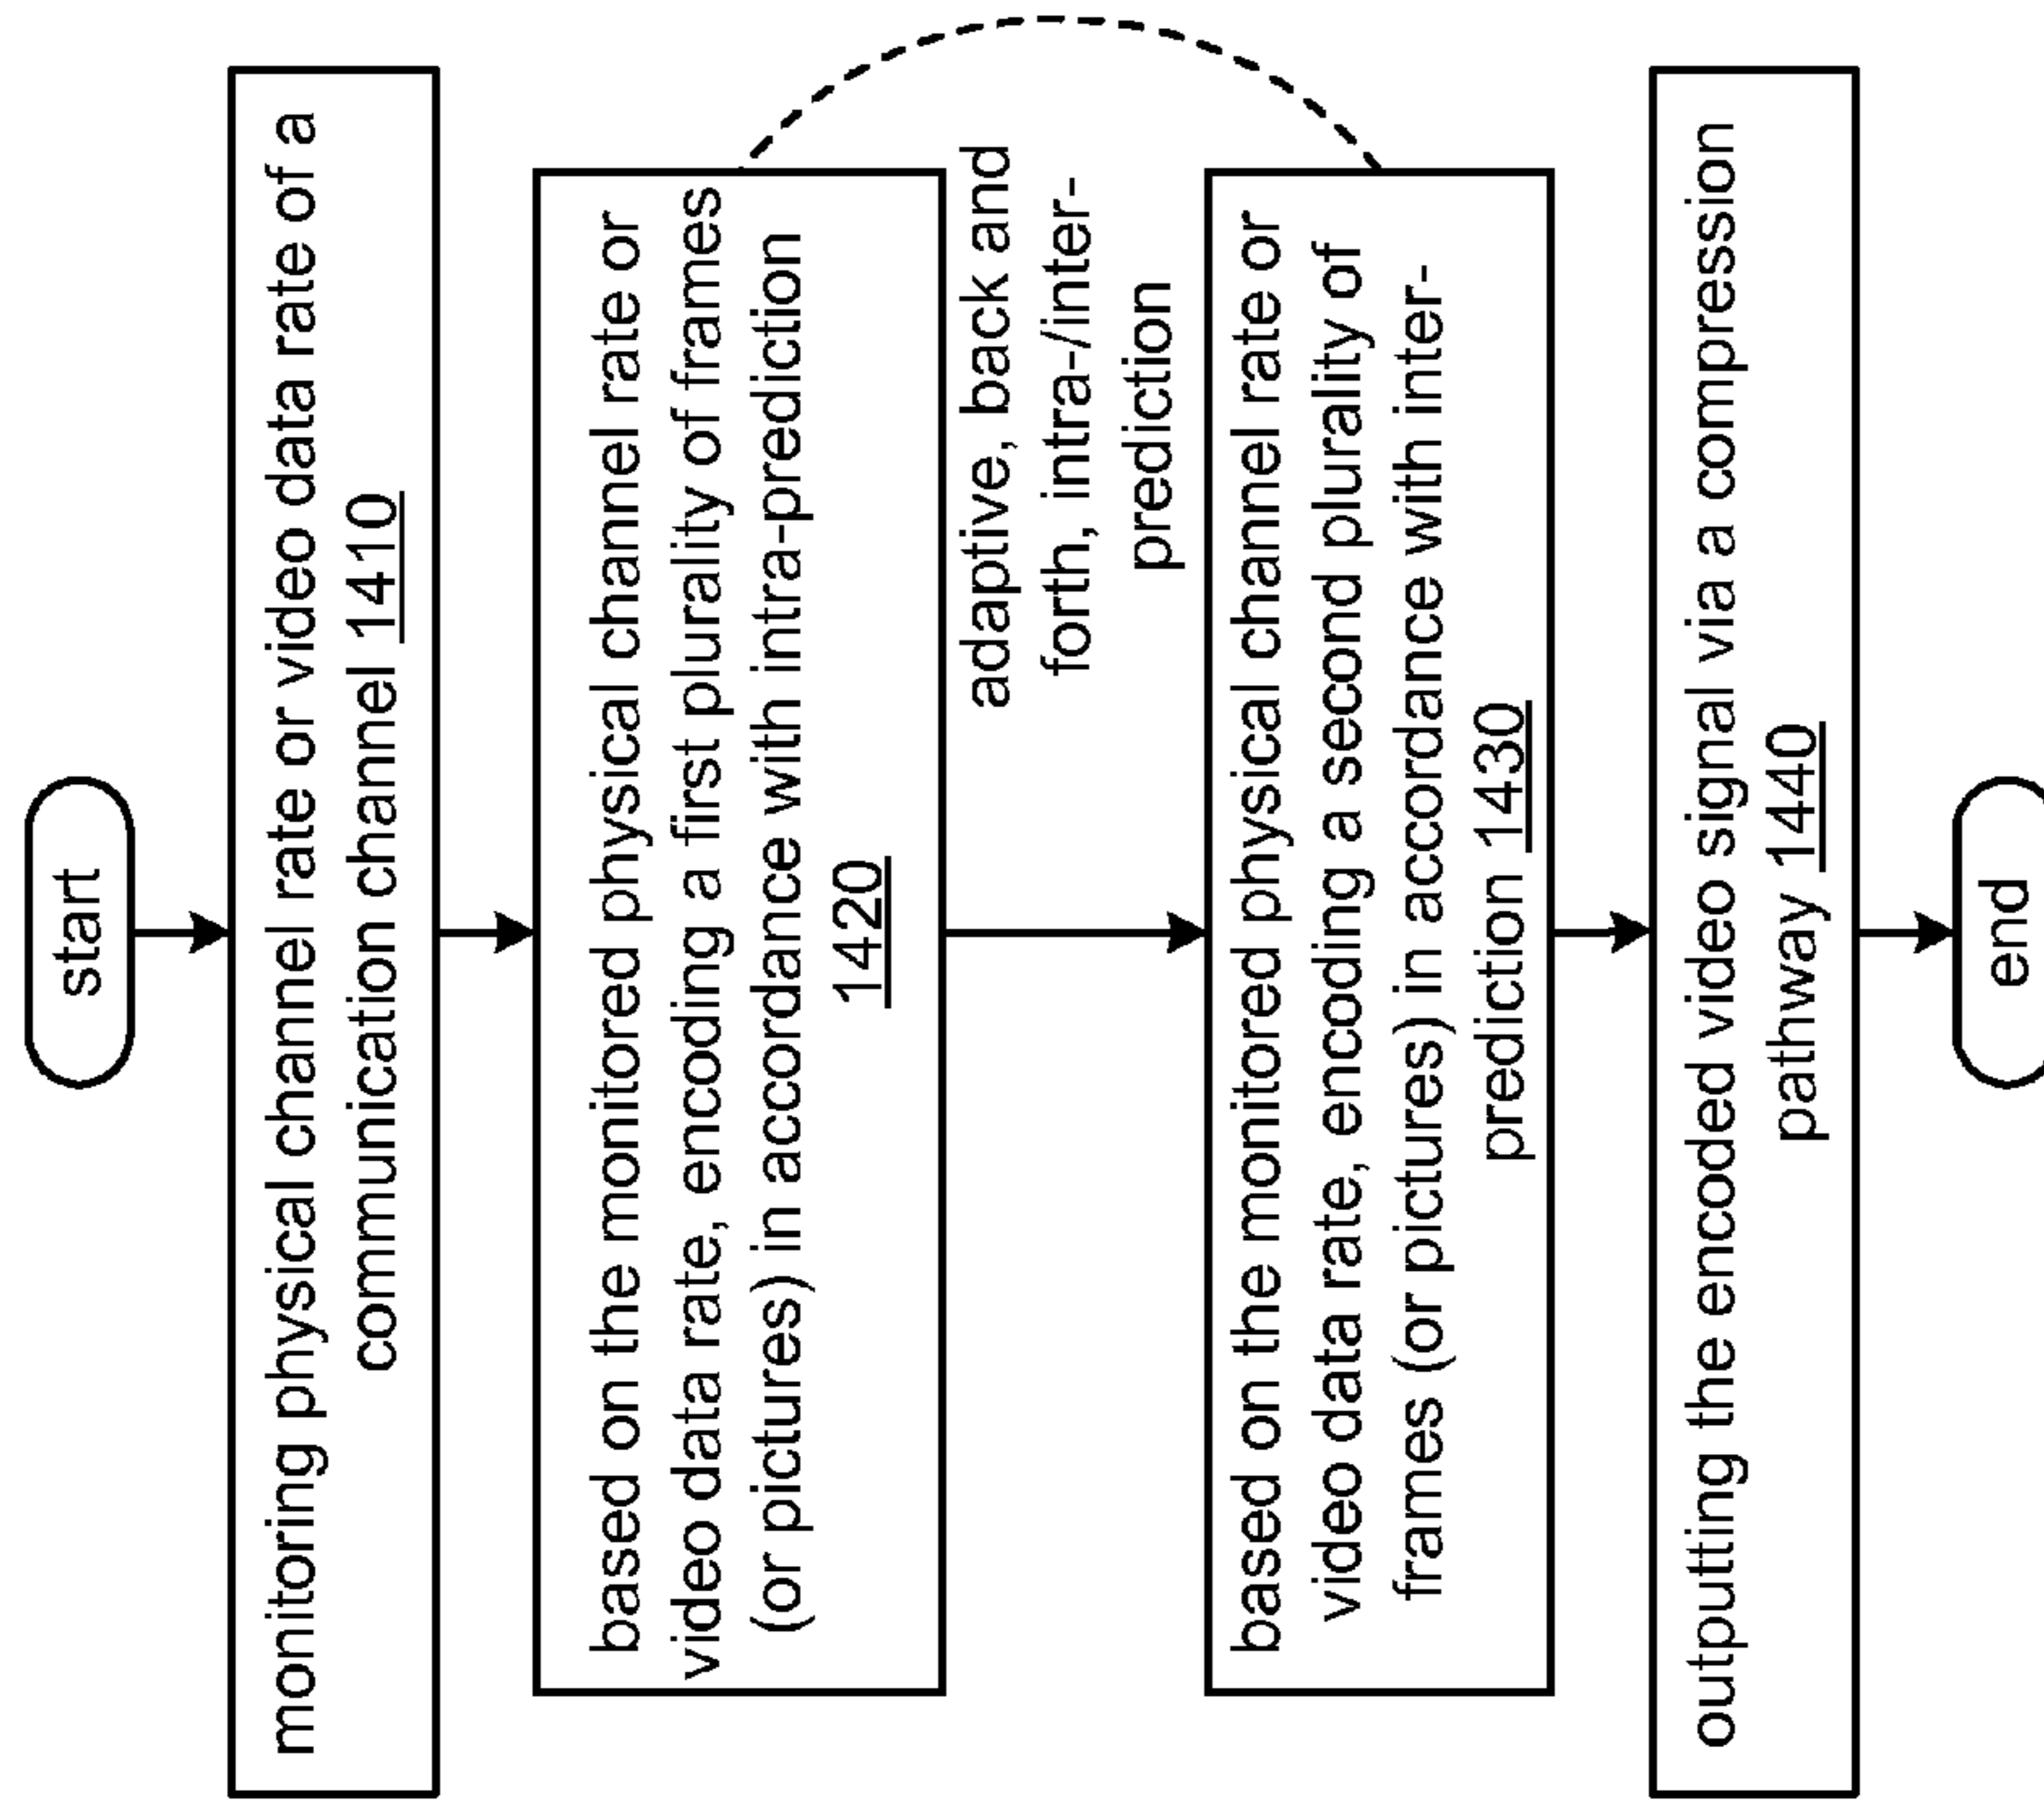 start
monitoring physical channel rate or video data rate of a
communication channel 1410
based on the monitored physical channel rate or
video data rate, encoding a first plurality of frames
(or pictures) in accordance with intra-prediction
1420
adaptive, back and
forth, intra-/inter-
prediction
based on the monitored physical channel rate or
video data rate, encoding a second plurality of
frames (or pictures) in accordance with inter-
prediction 1430
outputting the encoded video signal via a compression
pathway 1440
end